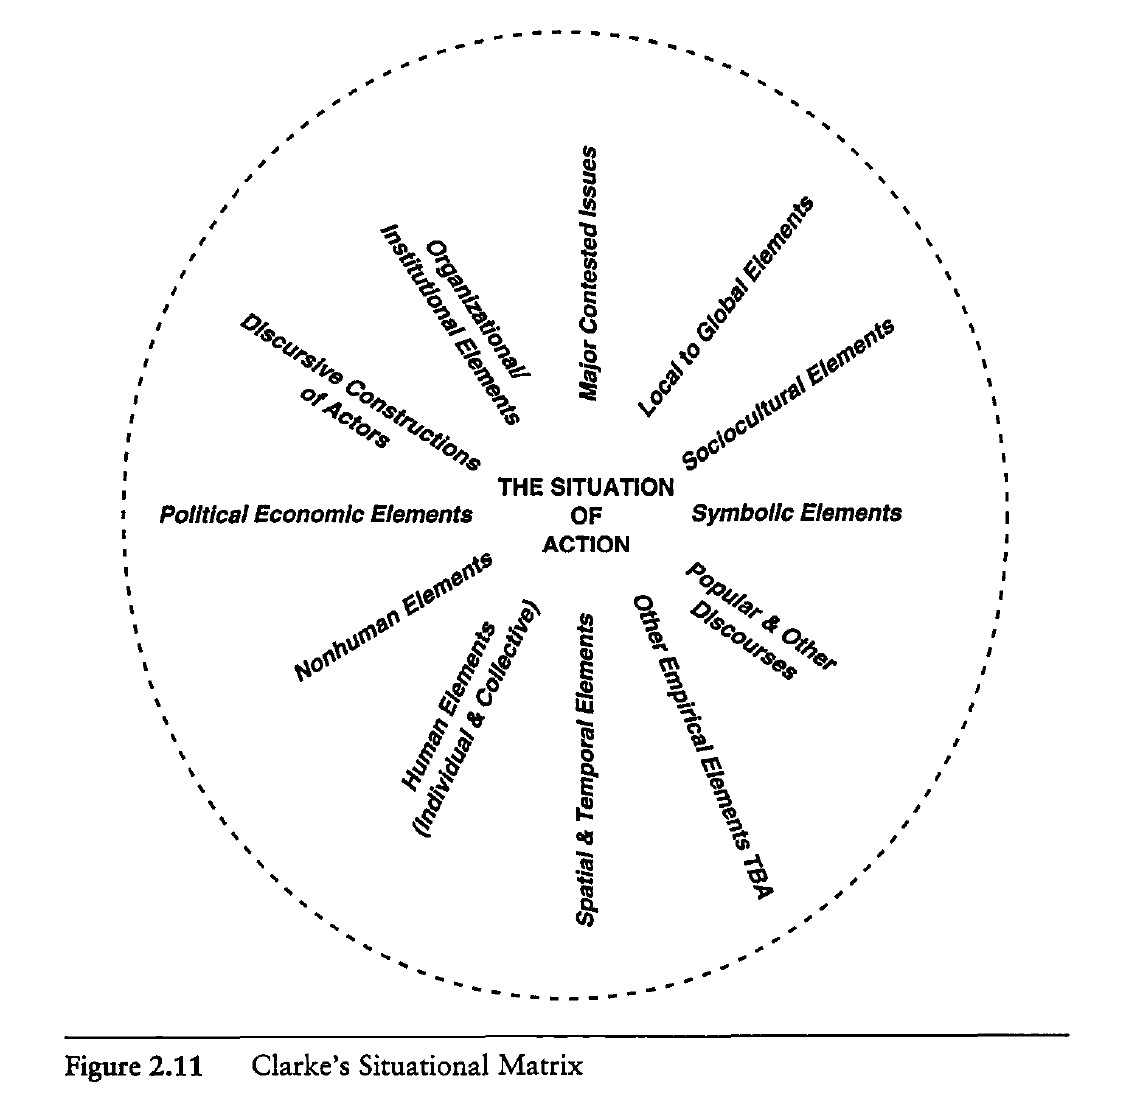 Major Contested Issues
Local to Global Elements
Sociocultural Elements
Symbolic Elements
Popular & Other
Discourses
Other Empirical Elements TBA
Spatial & Temporal Elements
Human Elements
(Individual & Collective)
Nonhuman Elements
Political Economic Elements
Discursive Constructions
of Actors
Organizational/
Institutional Elements
THE SITUATION
OF
ACTION
Figure 2.11 Clarke's Situational Matrix